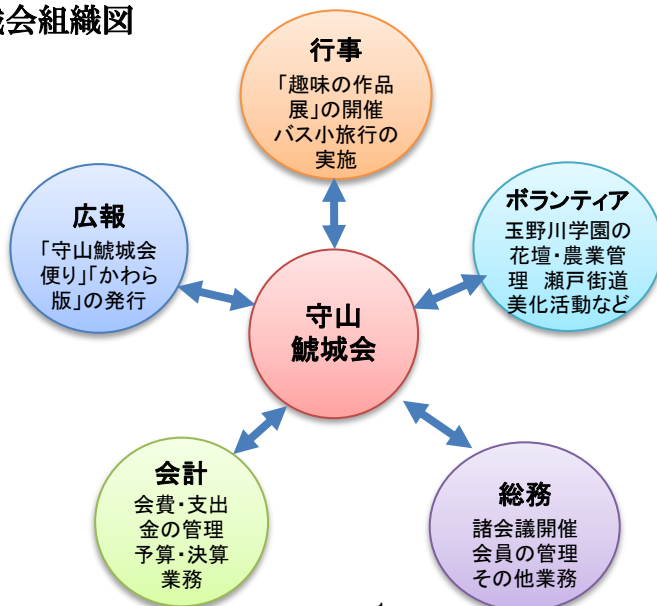 会組織図
行事
「趣味の作品
展」の開催
バス小旅行の
実施
広報
「守山鯱城会
便り」「かわら
版」の発行
ボランティア
玉野川学園の
花壇・農業管
理 瀬戸街道
美化活動など
守山
鯱城会
会計
会費・支出
金の管理
予算・決算
業務
総務
諸会議開催
会員の管理
その他業務